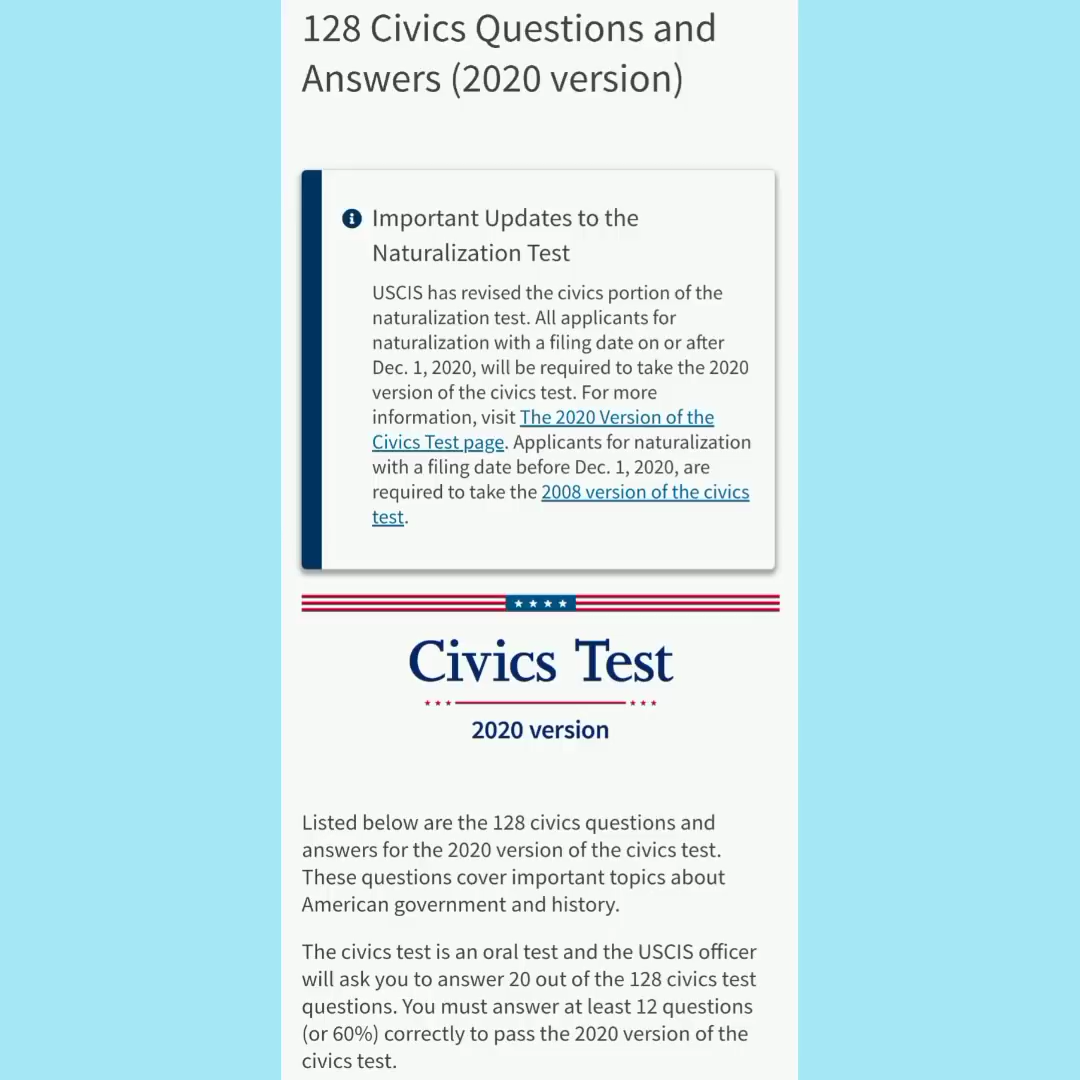 128 Civics Questions and
Answers (2020 version)
Important Updates to the
Naturalization Test
USCIS has revised the civics portion of the
naturalization test. All applicants for
naturalization with a filing date on or after
Dec. 1, 2020, will be required to take the 2020
version of the civics test. For more
information, visit The 2020 Version of the
Civics Test page. Applicants for naturalization
with a filing date before Dec. 1, 2020, are
required to take the 2008 version of the civics
test.
Civics Test
2020 version
Listed below are the 128 civics questions and
answers for the 2020 version of the civics test.
These questions cover important topics about
American government and history.
The civics test is an oral test and the USCIS officer
will ask you to answer 20 out of the 128 civics test
questions. You must answer at least 12 questions
(or 60%) correctly to pass the 2020 version of the
civics test.